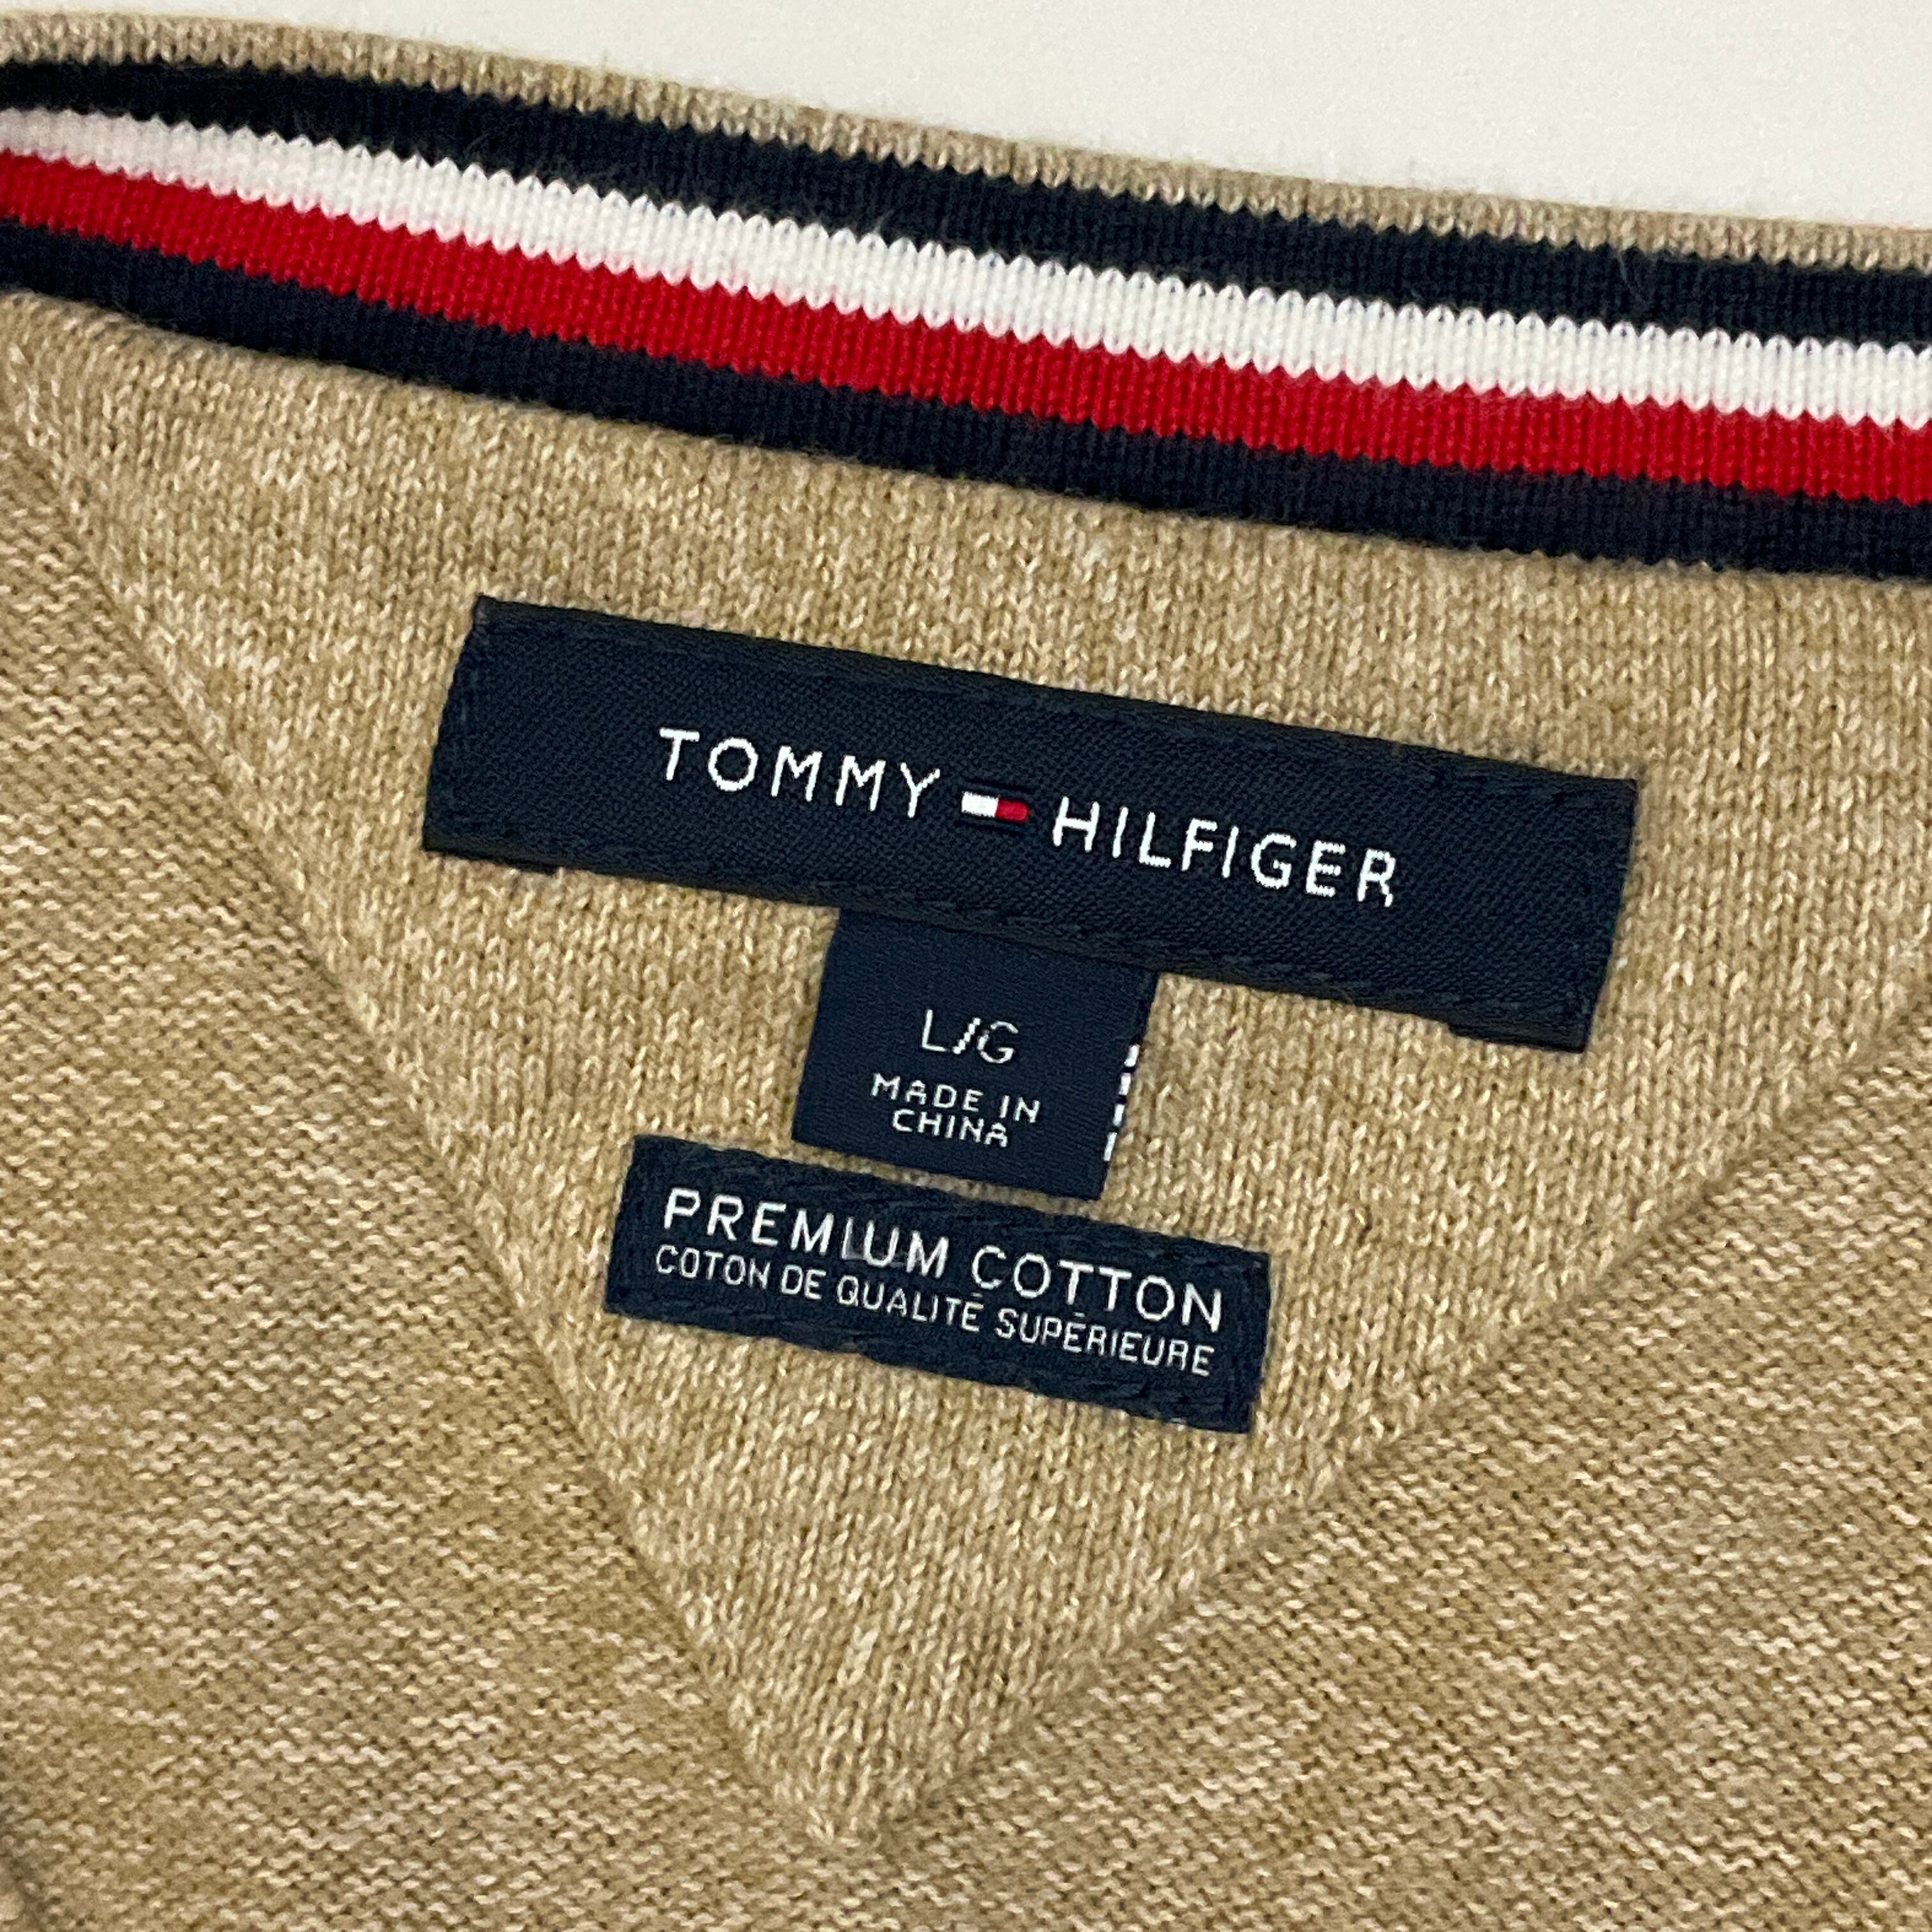 TOMMY HILFIGER
L/G
MADE IN
CHINA
PREMIUM COTTON
COTON DE QUALITÉ SUPÉRIEURE